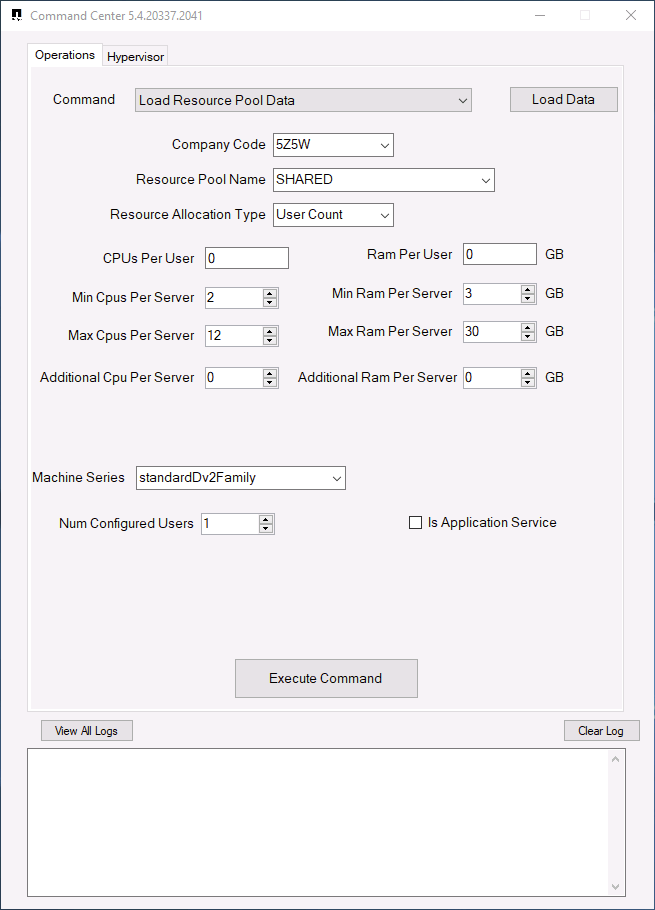 Command Center 5.4.20337.2041
Operations Hypervisor
Command Load Resource Pool Data Load Data
Company Code 5Z5W
Resource Pool Name SHARED
Resource Allocation Type User Count
CPUs Per User 0 Ram Per User 0 GB
Min Cpus Per Server 2 Min Ram Per Server 3 GB
Max Cpus Per Server 12 Max Ram Per Server 30 GB
Additional Cpu Per Server 0 Additional Ram Per Server 0 GB
Machine Series standardDv2Family
Num Configured Users 1 Is Application Service
Execute Command
View All Logs Clear Log